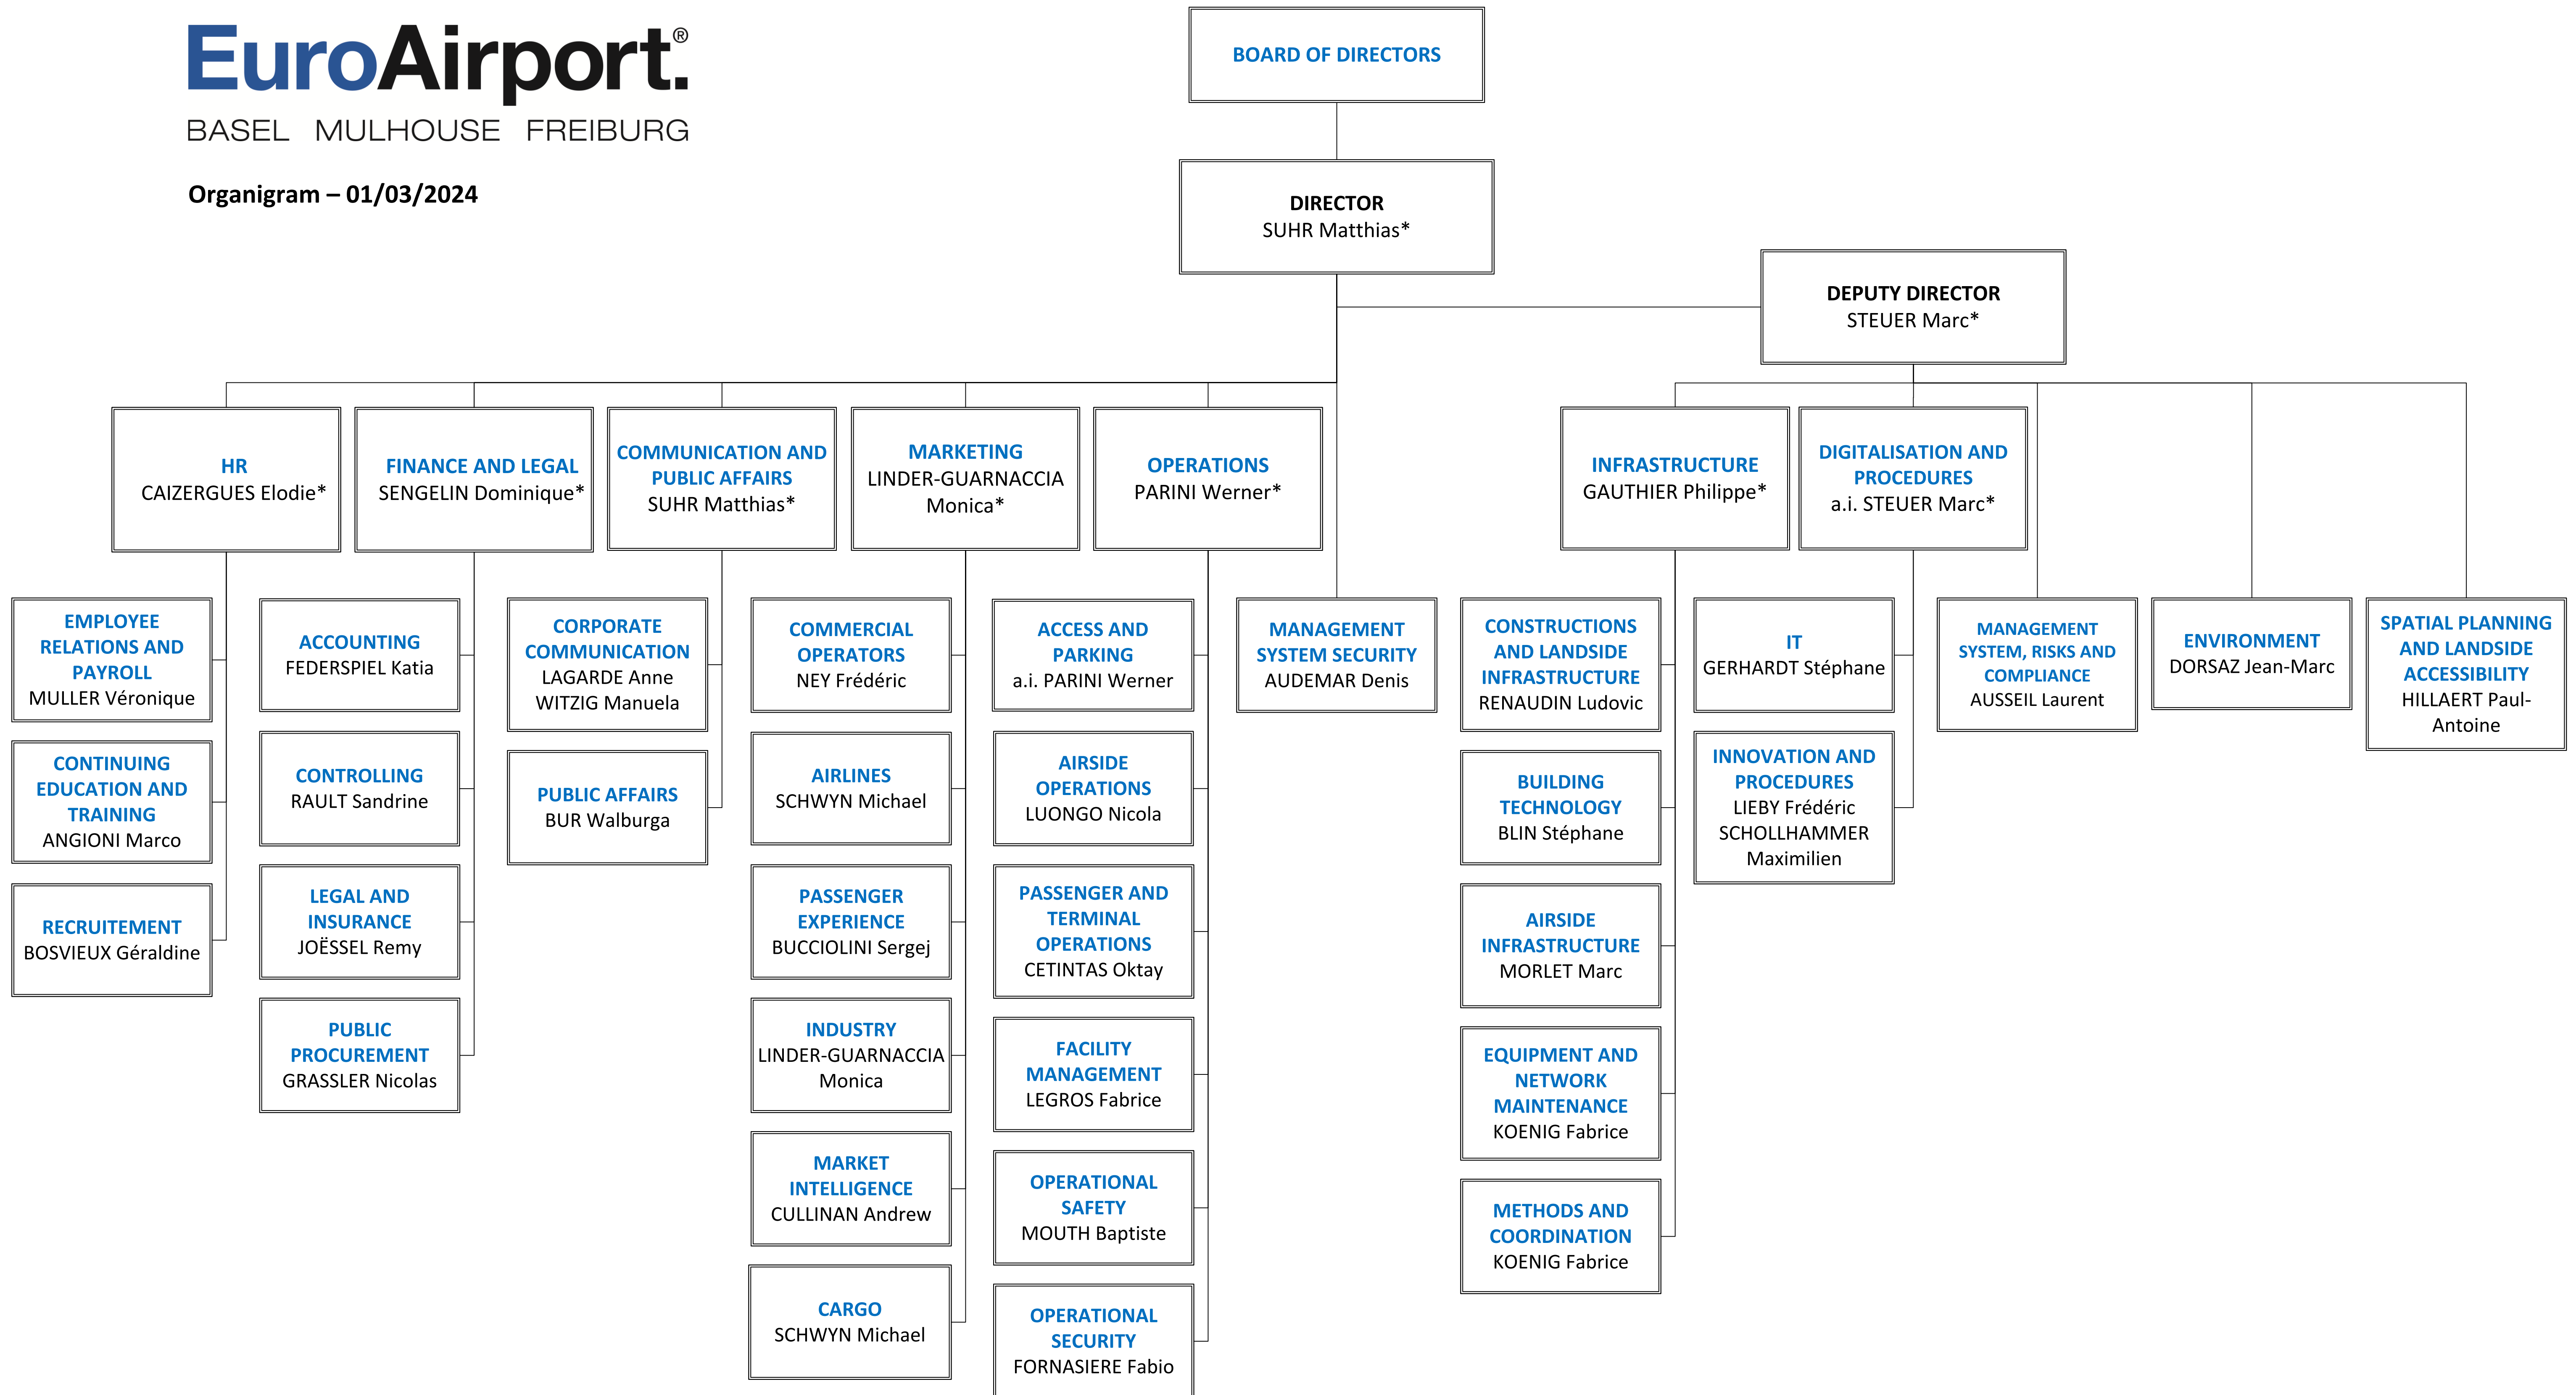 EuroAirport.®
BASEL MULHOUSE FREIBURG
Organigram – 01/03/2024
BOARD OF DIRECTORS
DIRECTOR
SUHR Matthias*
DEPUTY DIRECTOR
STEUER Marc*
HR
CAIZERGUES Elodie*
FINANCE AND LEGAL
SENGELIN Dominique*
COMMUNICATION AND
PUBLIC AFFAIRS
SUHR Matthias*
MARKETING
LINDER-GUARNACCIA
Monica*
OPERATIONS
PARINI Werner*
INFRASTRUCTURE
GAUTHIER Philippe*
DIGITALISATION AND
PROCEDURES
a.i. STEUER Marc*
EMPLOYEE
RELATIONS AND
PAYROLL
MULLER Véronique
CONTINUING
EDUCATION AND
TRAINING
ANGIONI Marco
RECRUITEMENT
BOSVIEUX Géraldine
ACCOUNTING
FEDERSPIEL Katia
CONTROLLING
RAULT Sandrine
LEGAL AND
INSURANCE
JOËSSEL Remy
PUBLIC
PROCUREMENT
GRASSLER Nicolas
CORPORATE
COMMUNICATION
LAGARDE Anne
WITZIG Manuela
PUBLIC AFFAIRS
BUR Walburga
COMMERCIAL
OPERATORS
NEY Frédéric
AIRLINES
SCHWYN Michael
PASSENGER
EXPERIENCE
BUCCIOLINI Sergej
INDUSTRY
LINDER-GUARNACCIA
Monica
MARKET
INTELLIGENCE
CULLINAN Andrew
CARGO
SCHWYN Michael
ACCESS AND
PARKING
a.i. PARINI Werner
AIRSIDE
OPERATIONS
LUONGO Nicola
PASSENGER AND
TERMINAL
OPERATIONS
CETINTAS Oktay
FACILITY
MANAGEMENT
LEGROS Fabrice
OPERATIONAL
SAFETY
MOUTH Baptiste
OPERATIONAL
SECURITY
FORNASIERE Fabio
MANAGEMENT
SYSTEM SECURITY
AUDEMAR Denis
CONSTRUCTIONS
AND LANDSIDE
INFRASTRUCTURE
RENAUDIN Ludovic
BUILDING
TECHNOLOGY
BLIN Stéphane
AIRSIDE
INFRASTRUCTURE
MORLET Marc
EQUIPMENT AND
NETWORK
MAINTENANCE
KOENIG Fabrice
METHODS AND
COORDINATION
KOENIG Fabrice
IT
GERHARDT Stéphane
INNOVATION AND
PROCEDURES
LIEBY Frédéric
SCHOLLHAMMER
Maximilien
MANAGEMENT
SYSTEM, RISKS AND
COMPLIANCE
AUSSEIL Laurent
ENVIRONMENT
DORSAZ Jean-Marc
SPATIAL PLANNING
AND LANDSIDE
ACCESSIBILITY
HILLAERT Paul-
Antoine